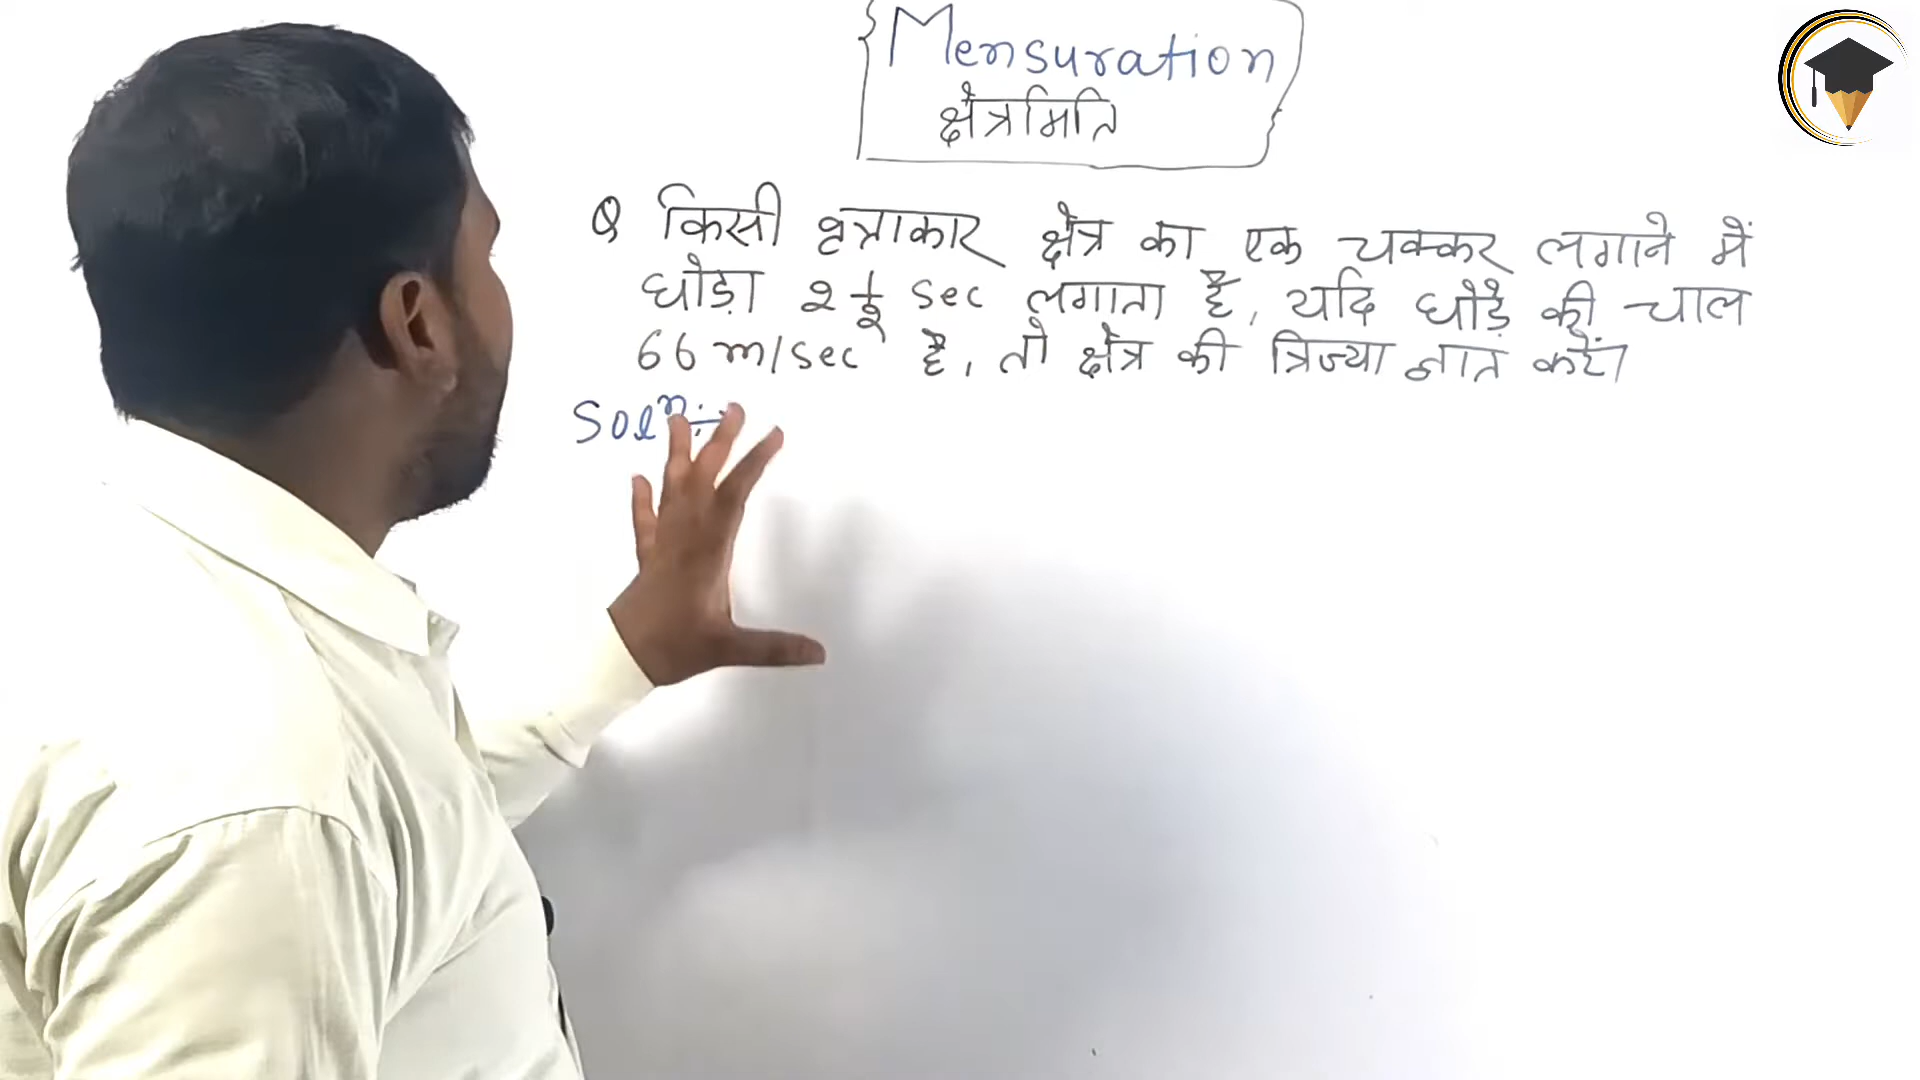 Mensuration
क्षेत्रमिति
Q किसी वृत्ताकार क्षेत्र का एक चक्कर लगाने में
घोड़ा 2 1/2 sec लगाता है, यदि घोड़े की चाल
66 m/sec है, तो क्षेत्र की त्रिज्या ज्ञात करें।
Solⁿ:→